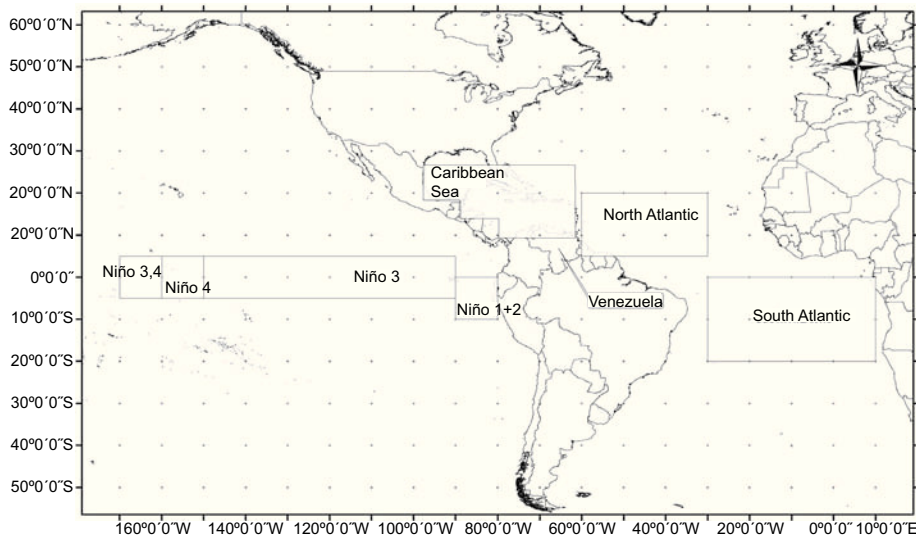 60º0´0˝N
50º0´0˝N
40º0´0˝N
30º0´0˝N
Caribbean
Sea
20º0´0˝N
North Atlantic
20º0´0˝N
Niño 3,4
Niño 4
Niño 3
0º0´0˝
Niño 1+2
Venezuela
South Atlantic
10º0´0˝S
20º0´0˝S
30º0´0˝S
40º0´0˝S
50º0´0˝S
160º0´0˝W
140º0´0˝W
120º0´0˝W
100º0´0˝W
80º0´0˝W
60º0´0˝W
40º0´0˝W
20º0´0˝W
0º0´0˝
10º0´0˝E